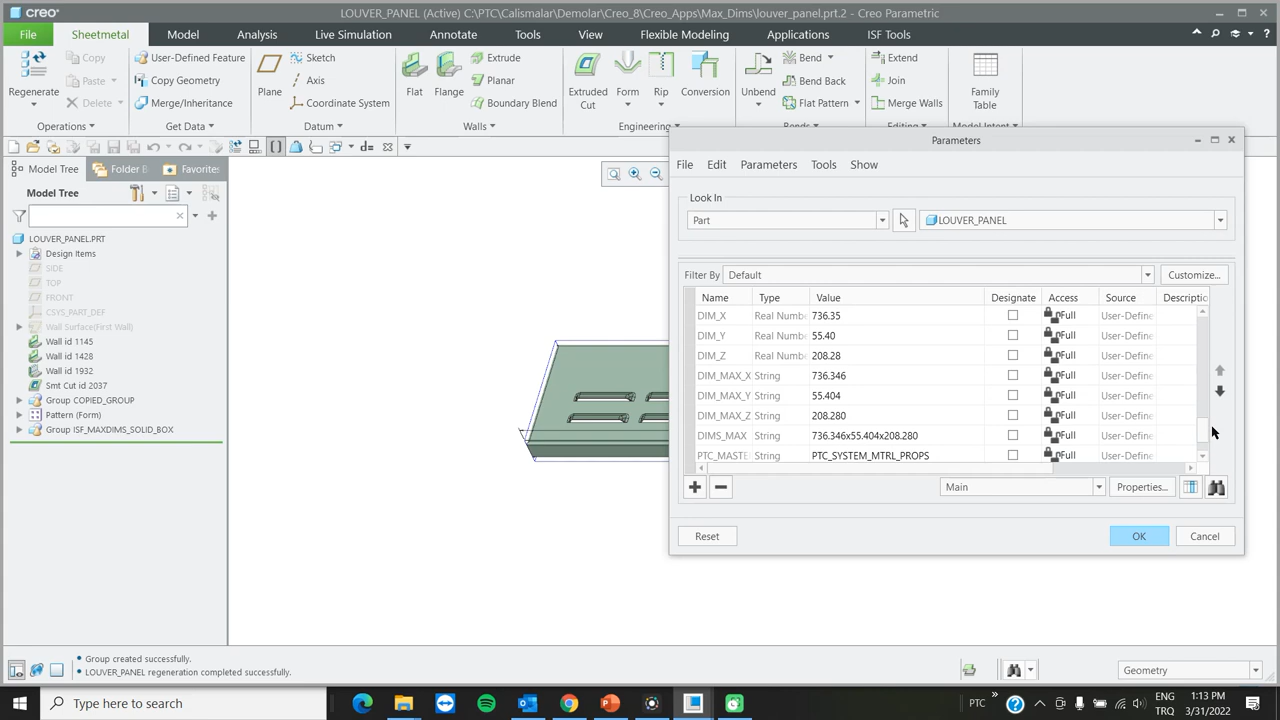 creo
LOUVER_PANEL (Active) C:\PTC\Calismalar\Demolar\Creo_8\Creo_Apps\Max_Dims\louver_panel.prt.2 - Creo Parametric
File Sheetmetal Model Analysis Live Simulation Annotate Tools View Flexible Modeling Applications ISF Tools
Regenerate
Copy
Paste
Delete
Operations
User-Defined Feature
Copy Geometry
Merge/Inheritance
Get Data
Plane
Sketch
Axis
Coordinate System
Datum
Flat
Flange
Extrude
Planar
Boundary Blend
Walls
Extruded Cut
Form
Rip
Conversion
Engineering
Unbend
Bend
Bend Back
Flat Pattern
Bends
Extend
Join
Merge Walls
Editing
Family Table
Model Intent
Model Tree
Folder B
Favorites
Model Tree
LOUVER_PANEL.PRT
Design Items
SIDE
TOP
FRONT
CSYS_PART_DEF
Wall Surface(First Wall)
Wall id 1145
Wall id 1428
Wall id 1932
Smt Cut id 2037
Group COPIED_GROUP
Pattern (Form)
Group ISF_MAXDIMS_SOLID_BOX
Parameters
File Edit Parameters Tools Show
Look In
Part
LOUVER_PANEL
Filter By
Default
Customize...
Name Type Value Designate Access Source Descriptio
DIM_X Real Numb 736.35 Full User-Define
DIM_Y Real Numb 55.40 Full User-Define
DIM_Z Real Numb 208.28 Full User-Define
DIM_MAX_X String 736.346 Full User-Define
DIM_MAX_Y String 55.404 Full User-Define
DIM_MAX_Z String 208.280 Full User-Define
DIMS_MAX String 736.346x55.404x208.280 Full User-Define
PTC_MASTE String PTC_SYSTEM_MTRL_PROPS Full User-Define
Main
Properties...
Reset
OK
Cancel
• Group created successfully.
• LOUVER_PANEL regeneration completed successfully.
Geometry
Type here to search
PTC
ENG
TRQ
1:13 PM
3/31/2022